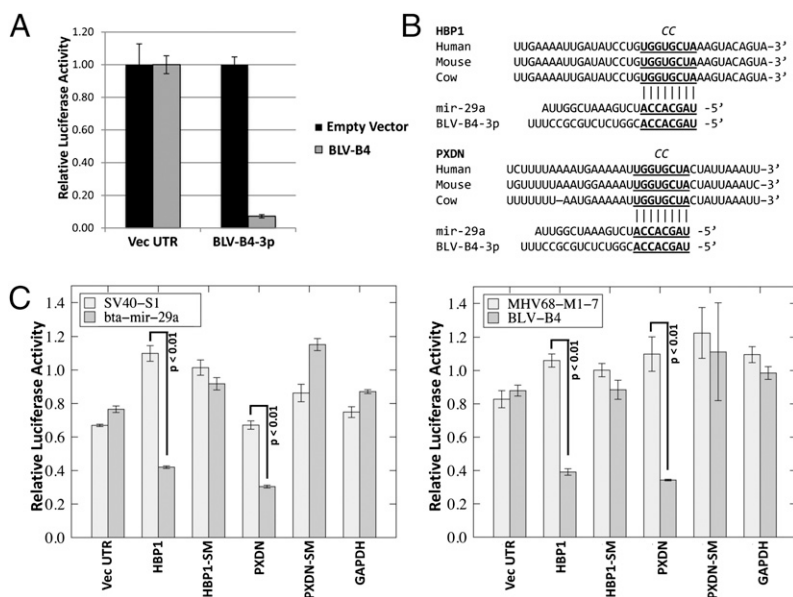 A
Relative Luciferase Activity
1.20
1.00
0.80
0.60
0.40
0.20
0.00
Vec UTR
BLV-B4-3p
Empty Vector
BLV-B4
B
CC
HBP1
Human UUGAAAAUUGAUAUCCUGUGGUGCUAAAGUACAGUA-3’
Mouse UUGAAAAUUGAUAUCCUGUGGUGCUAAAGUACAGUA-3’
Cow UUGAAAAUUGAUAUCCUGUGGUGCUAAAGUACAGUA-3’
||||||||
mir-29a AUUGGCUAAAGUCUACCACGAU -5’
BLV-B4-3p UUUCCGCGUCUCUGGCACCACGAU -5’
PXDN
CC
Human UCUUUUAAAUGAAAAAUUGGUGCUACUAUUAAAUU-3’
Mouse UGUUUUUAAAUGGAAAAUUGGUGCUACUAUUAAAUC-3’
Cow UUUUUUU-AAUGAAAAAUUGGUGCUACUAUUAAAUU-3’
||||||||
mir-29a AUUGGCUAAAGUCUACCACGAU -5’
BLV-B4-3p UUUCCGCGUCUCUGGCACCACGAU -5’
C
Relative Luciferase Activity
1.4
1.2
1.0
0.8
0.6
0.4
0.2
0.0
SV40-S1
bta-mir-29a
p < 0.01
p < 0.01
Vec UTR
HBP1
HBP1-SM
PXDN
PXDN-SM
GAPDH
Relative Luciferase Activity
1.4
1.2
1.0
0.8
0.6
0.4
0.2
0.0
MHV68-M1-7
BLV-B4
p < 0.01
p < 0.01
Vec UTR
HBP1
HBP1-SM
PXDN
PXDN-SM
GAPDH